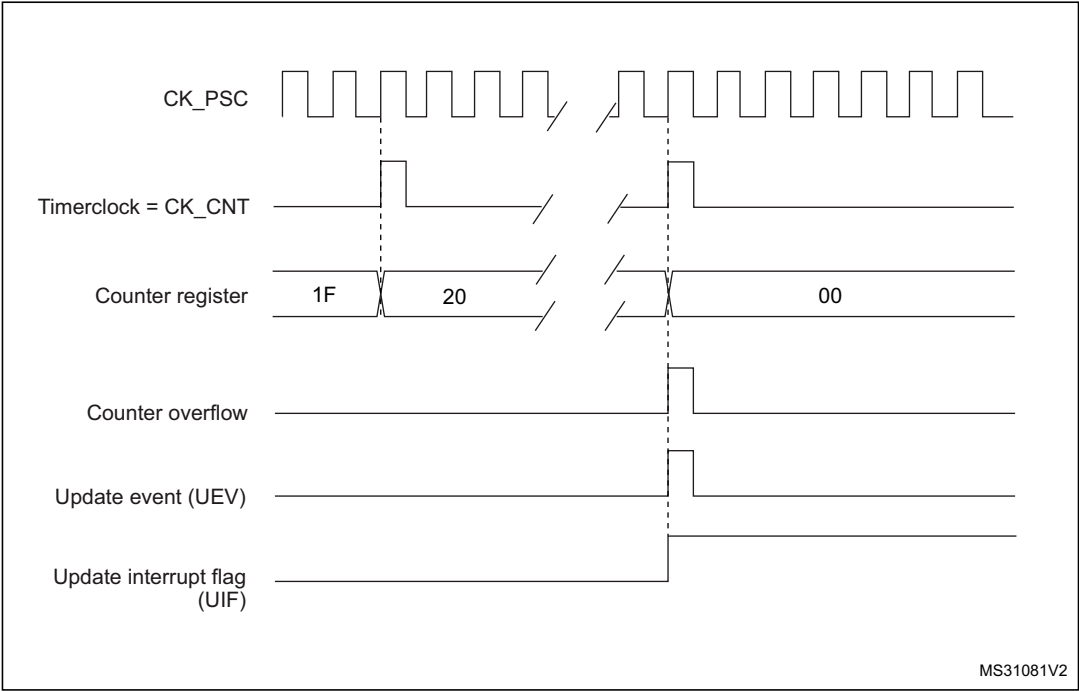 CK_PSC
Timerclock = CK_CNT
Counter register
1F
20
00
Counter overflow
Update event (UEV)
Update interrupt flag
(UIF)
MS31081V2